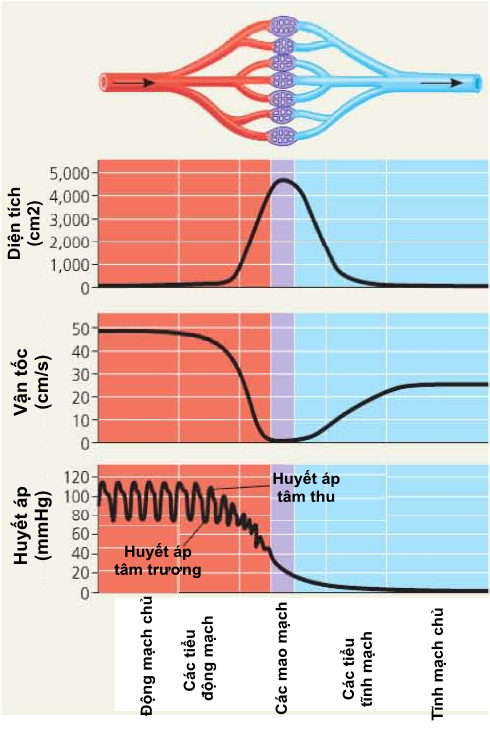 Diện tích
(cm2)
5,000
4,000
3,000
2,000
1,000
0
Vận tốc
(cm/s)
50
40
30
20
10
0
Huyết áp
(mmHg)
120
100
80
60
40
20
0
Huyết áp
tâm thu
Huyết áp
tâm trương
Động mạch chủ
Các tiểu
động mạch
Các mao mạch
Các tiểu
tĩnh mạch
Tĩnh mạch chủ